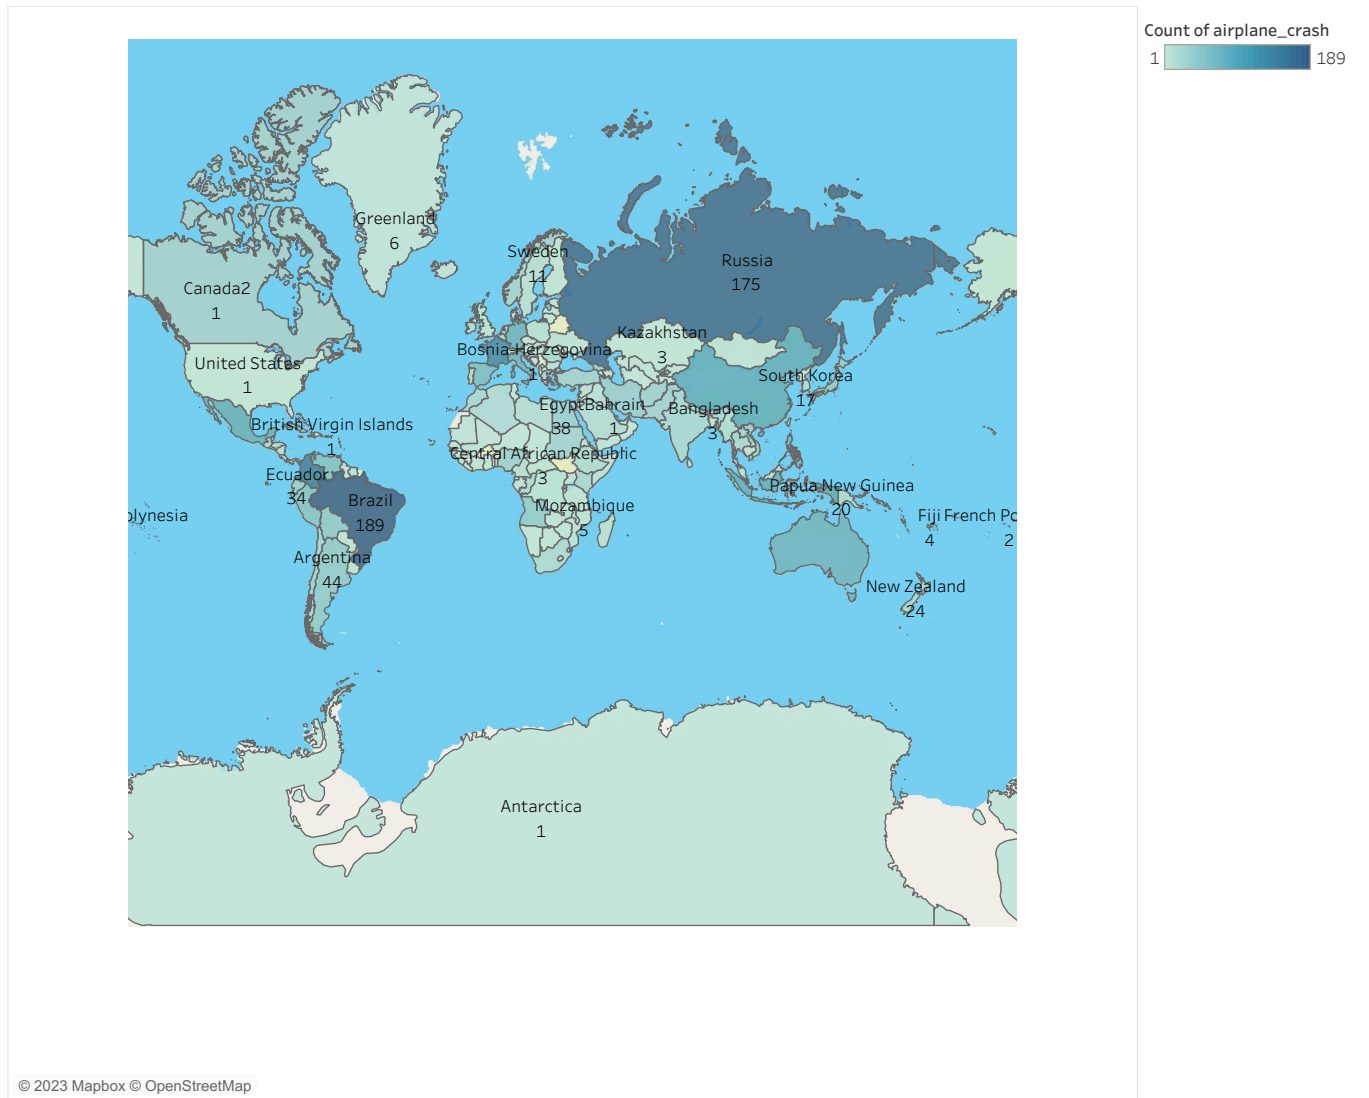 Count of airplane_crash
1 189
Greenland
6
Sweden
11
Russia
175
Canada2
1
Kazakhstan
3
Bosnia-Herzegovina
1
United States
1
South Korea
17
Egypt
38
Bahrain
1
Bangladesh
3
British Virgin Islands
1
Central African Republic
3
Ecuador
34
Brazil
189
Papua New Guinea
20
Mozambique
5
olynesia
Fiji
4
French Po
2
Argentina
44
New Zealand
24
Antarctica
1
© 2023 Mapbox © OpenStreetMap